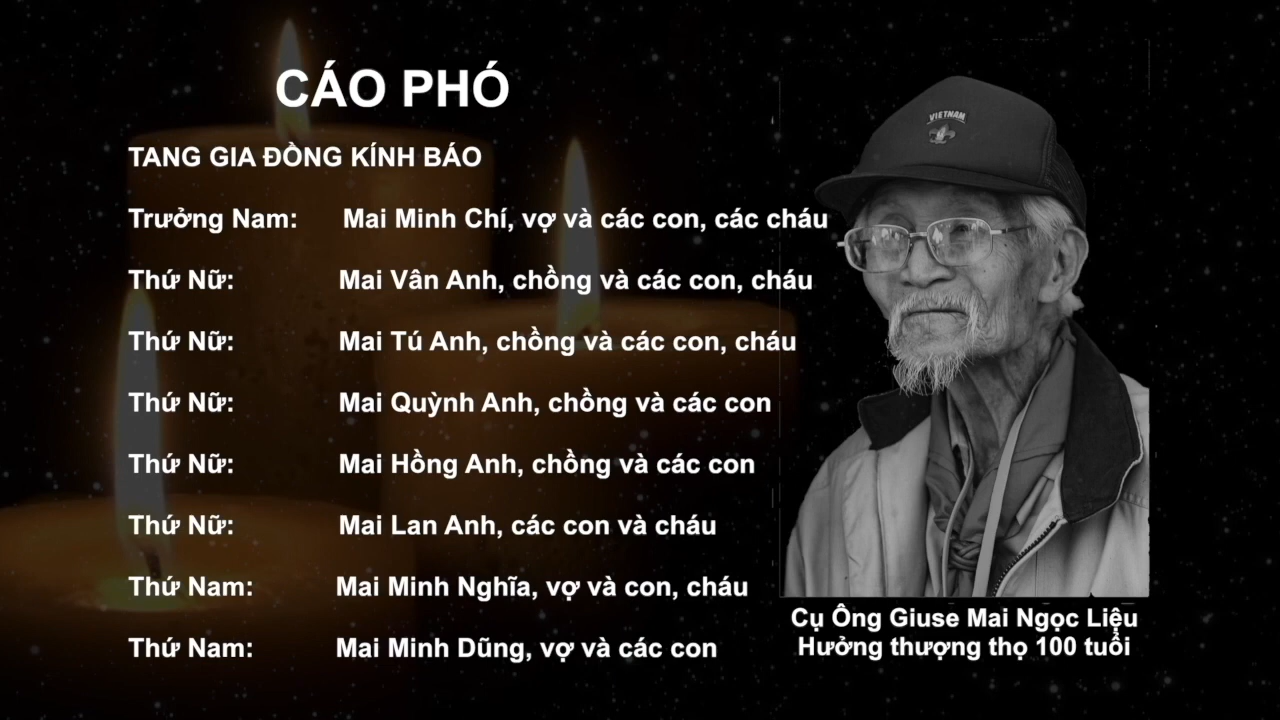 CÁO PHÓ
TANG GIA ĐỒNG KÍNH BÁO
Trưởng Nam: Mai Minh Chí, vợ và các con, các cháu
Thứ Nữ: Mai Vân Anh, chồng và các con, cháu
Thứ Nữ: Mai Tú Anh, chồng và các con, cháu
Thứ Nữ: Mai Quỳnh Anh, chồng và các con
Thứ Nữ: Mai Hồng Anh, chồng và các con
Thứ Nữ: Mai Lan Anh, các con và cháu
Thứ Nam: Mai Minh Nghĩa, vợ và con, cháu
Thứ Nam: Mai Minh Dũng, vợ và các con
VIETNAM
Cụ Ông Giuse Mai Ngọc Liệu
Hưởng thượng thọ 100 tuổi